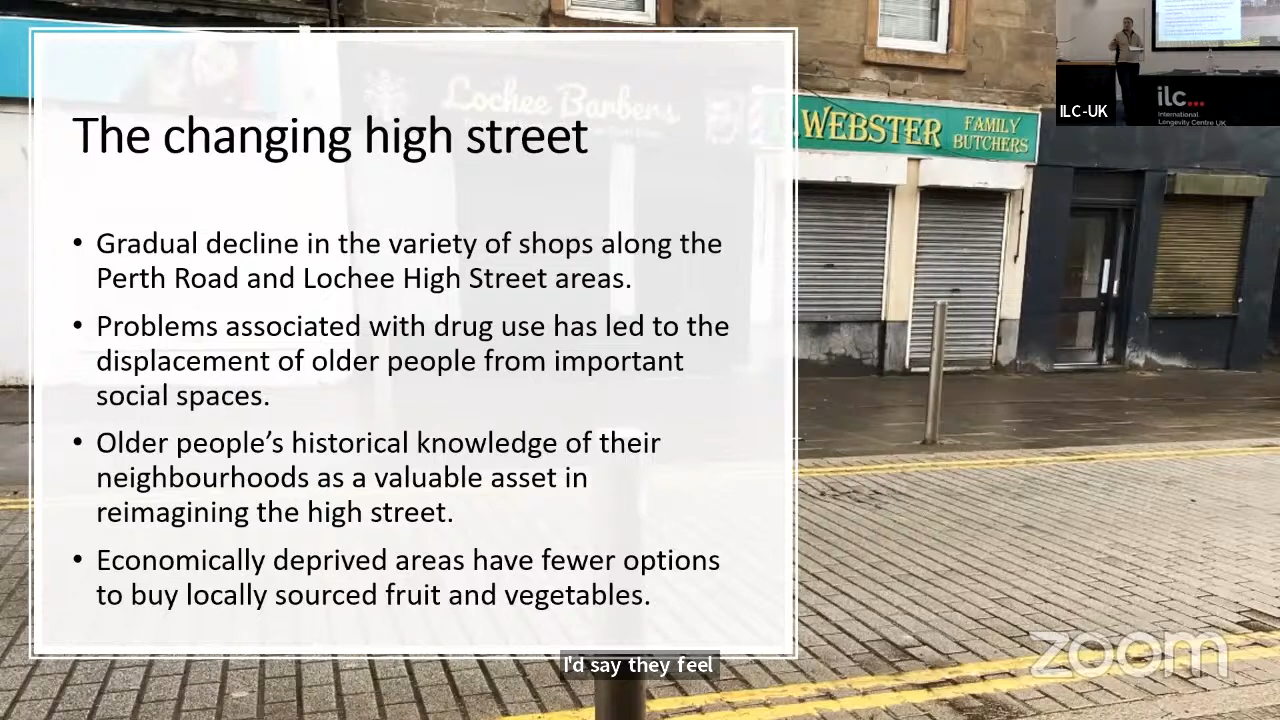 The changing high street
• Gradual decline in the variety of shops along the
Perth Road and Lochee High Street areas.
• Problems associated with drug use has led to the
displacement of older people from important
social spaces.
• Older people’s historical knowledge of their
neighbourhoods as a valuable asset in
reimagining the high street.
• Economically deprived areas have fewer options
to buy locally sourced fruit and vegetables.
Lochee Barbers
WEBSTER
FAMILY
BUTCHERS
ILC-UK
ilc...
International
Longevity Centre UK
I'd say they feel
zoom